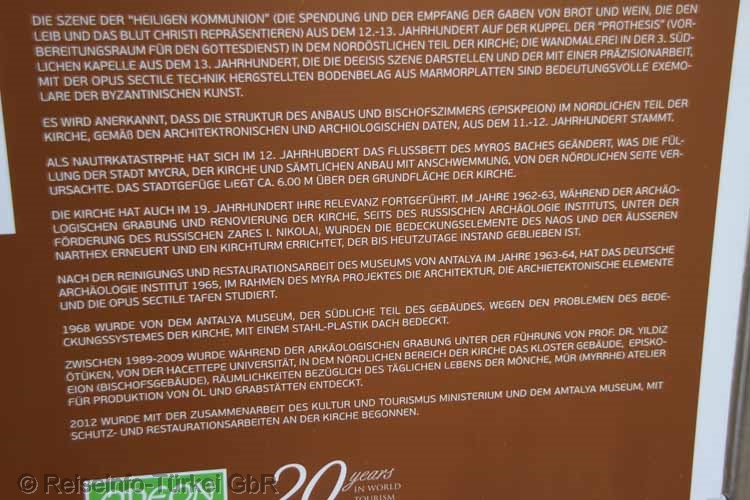 DIE SZENE DER "HEILIGEN KOMMUNION" (DIE SPENDUNG UND DER EMPFANG DER GABEN VON BROT UND WEIN, DIE DEN
LEIB UND DAS BLUT CHRISTI REPRÄSENTIEREN) AUS DEM 12.-13. JAHRHUNDERT AUF DER KUPPEL DER "PROTHESIS" (VOR-
BEREITUNGSRAUM FÜR DEN GOTTESDIENST) IN DEM NORDÖSTLICHEN TEIL DER KIRCHE; DIE WANDMALEREI IN DER 3. SÜD-
LICHEN KAPELLE AUS DEM 13. JAHRHUNDERT, DIE DIE DEEISIS SZENE DARSTELLEN UND DER MIT EINER PRÄZISIONARBEIT,
MIT DER OPUS SECTILE TECHNIK HERGSTELLTEN BODENBELAG AUS MARMORPLATTEN SIND BEDEUTUNGSVOLLE EXEMO-
LARE DER BYZANTINISCHEN KUNST.
ES WIRD ANERKANNT, DASS DIE STRUKTUR DES ANBAUS UND BISCHOFSZIMMERS (EPISKPEION) IM NORDLICHEN TEIL DER
KIRCHE, GEMÄß DEN ARCHITEKTRONISCHEN UND ARCHIOLOGISCHEN DATEN, AUS DEM 11.-12. JAHRHUNDERT STAMMT.
ALS NAUTRKATASTRPHE HAT SICH IM 12. JAHRHUBDERT DAS FLUSSBETT DES MYROS BACHES GEÄNDERT, WAS DIE FÜL-
LUNG DER STADT MYCRA, DER KIRCHE UND SÄMTLICHEN ANBAU MIT ANSCHWEMMUNG, VON DER NÖRDLICHEN SEITE VER-
URSACHTE. DAS STADTGEFÜGE LIEGT CA. 6.00 M ÜBER DER GRUNDFLÄCHE DER KIRCHE.
DIE KIRCHE HAT AUCH IM 19. JAHRHUNDERT IHRE RELEVANZ FORTGEFÜHRT. IM JAHRE 1962-63, WÄHREND DER ARCHÄO-
LOGISCHEN GRABUNG UND RENOVIERUNG DER KIRCHE, SEITS DES RUSSISCHEN ARCHÄOLOGIE INSTITUTS, UNTER DER
FÖRDERUNG DES RUSSISCHEN ZARES I. NIKOLAI, WURDEN DIE BEDECKUNGSELEMENTE DES NAOS UND DER ÄUSSEREN
NARTHEX ERNEUERT UND EIN KIRCHTURM ERRICHTET, DER BIS HEUTZUTAGE INSTAND GEBLIEBEN IST.
NACH DER REINIGUNGS UND RESTAURATIONSARBEIT DES MUSEUMS VON ANTALYA IM JAHRE 1963-64, HAT DAS DEUTSCHE
ARCHÄOLOGIE INSTITUT 1965, IM RAHMEN DES MYRA PROJEKTES DIE ARCHITEKTUR, DIE ARCHIETEKTONISCHE ELEMENTE
UND DIE OPUS SECTILE TAFEN STUDIERT.
1968 WURDE VON DEM ANTALYA MUSEUM, DER SÜDLICHE TEIL DES GEBÄUDES, WEGEN DEN PROBLEMEN DES BEDE-
CKUNGSSYSTEMES DER KIRCHE, MIT EINEM STAHL-PLASTIK DACH BEDECKT.
ZWISCHEN 1989-2009 WURDE WÄHREND DER ARKÄOLOGISCHEN GRABUNG UNTER DER FÜHRUNG VON PROF. DR. YILDIZ
ÖTÜKEN, VON DER HACETTEPE UNIVERSITÄT, IN DEM NÖRDLICHEN BEREICH DER KIRCHE DAS KLOSTER GEBÄUDE, EPISKO-
EION (BISCHOFSGEBÄUDE), RÄUMLICHKEITEN BEZÜGLICH DES TÄGLICHEN LEBENS DER MÖNCHE, MÜR (MYRRHE) ATELIER
FÜR PRODUKTION VON ÖL UND GRABSTÄTTEN ENTDECKT.
2012 WURDE MIT DER ZUSAMMENARBEIT DES KULTUR UND TOURISMUS MINISTERIUM UND DEM AMTALYA MUSEUM, MIT
SCHUTZ- UND RESTAURATIONSARBEITEN AN DER KIRCHE BEGONNEN.
20 years
IN WORLD
TOURISM
© Reiseinfo-Türkei GbR